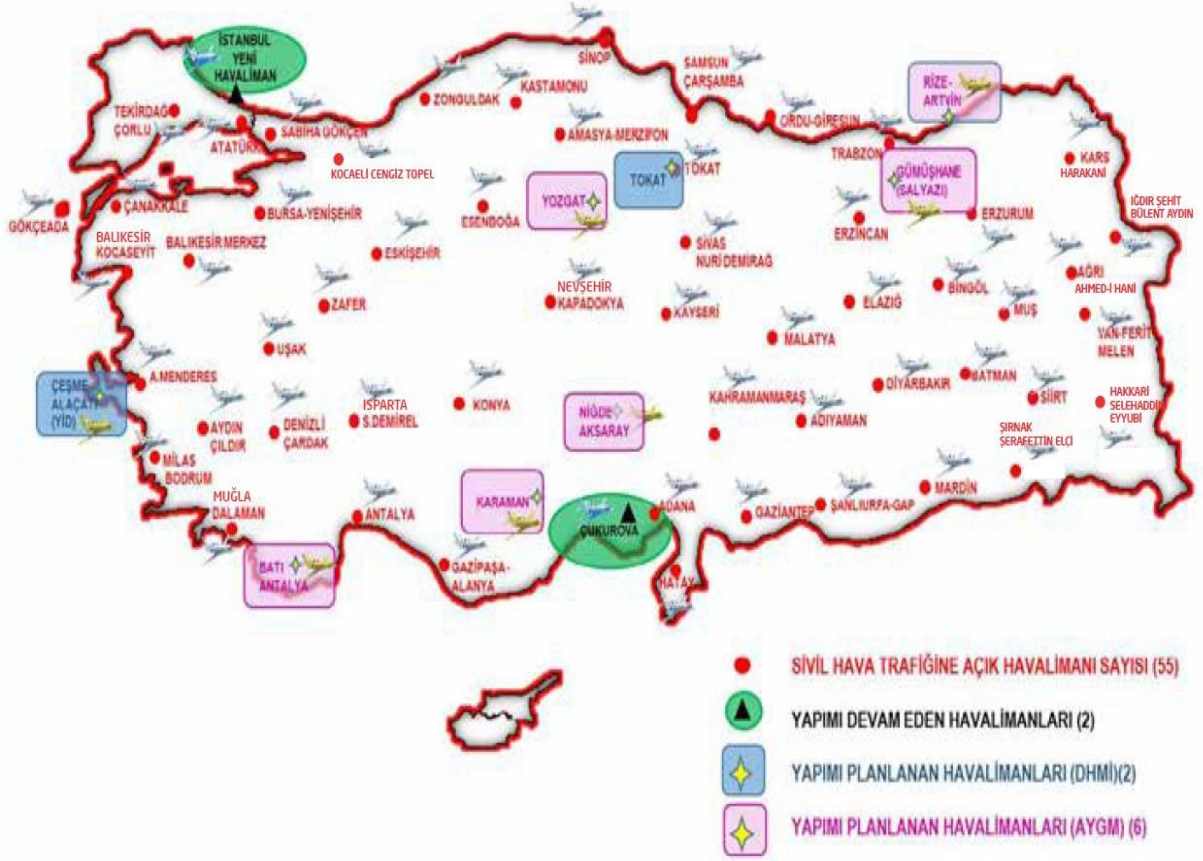 İSTANBUL
YENİ
HAVALİMAN
SİNOP
SAMSUN
ÇARŞAMBA
RİZE-
ARTVİN
ZONGULDAK
KASTAMONU
TEKİRDAĞ
ÇORLU
ATATÜRK
SABİHA GÖKÇEN
AMASYA-MERZİFON
ORDU-GİRESUN
TRABZON
KARS
HARAKANİ
KOCAELİ CENGİZ TOPEL
TOKAT
TOKAT
GÜMÜŞHANE
(SALYAZI)
GÖKÇEADA
ÇANAKKALE
BURSA-YENİŞEHİR
ESENBOĞA
YOZGAT
ERZİNCAN
ERZURUM
IĞDIR ŞEHİT
BÜLENT AYDIN
BALIKESİR
KOCASEYİT
BALIKESİR MERKEZ
ESKİŞEHİR
SİVAS
NURİ DEMİRAĞ
AĞRI
AHMED-İ HANİ
ZAFER
NEVŞEHİR
KAPADOKYA
KAYSERİ
ELAZIĞ
BİNGÖL
MUŞ
VAN-FERİT
MELEN
UŞAK
MALATYA
ÇEŞME
ALAÇATI
(YİD)
A.MENDERES
AYDIN
ÇILDIR
DENİZLİ
ÇARDAK
ISPARTA
S.DEMİREL
KONYA
NİĞDE
AKSARAY
KAHRAMANMARAŞ
ADIYAMAN
DİYARBAKIR
BATMAN
SİİRT
HAKKARİ
SELEHADDİN
EYYUBİ
ŞIRNAK
ŞERAFETTİN ELÇİ
MİLAS
BODRUM
MUĞLA
DALAMAN
ANTALYA
KARAMAN
ÇUKUROVA
ADANA
GAZİANTEP
ŞANLIURFA-GAP
MARDİN
BATI
ANTALYA
GAZİPAŞA-
ALANYA
HATAY
SİVİL HAVA TRAFİĞİNE AÇIK HAVALİMANI SAYISI (55)
YAPIMI DEVAM EDEN HAVALİMANLARI (2)
YAPIMI PLANLANAN HAVALİMANLARI (DHMİ)(2)
YAPIMI PLANLANAN HAVALİMANLARI (AYGM) (6)